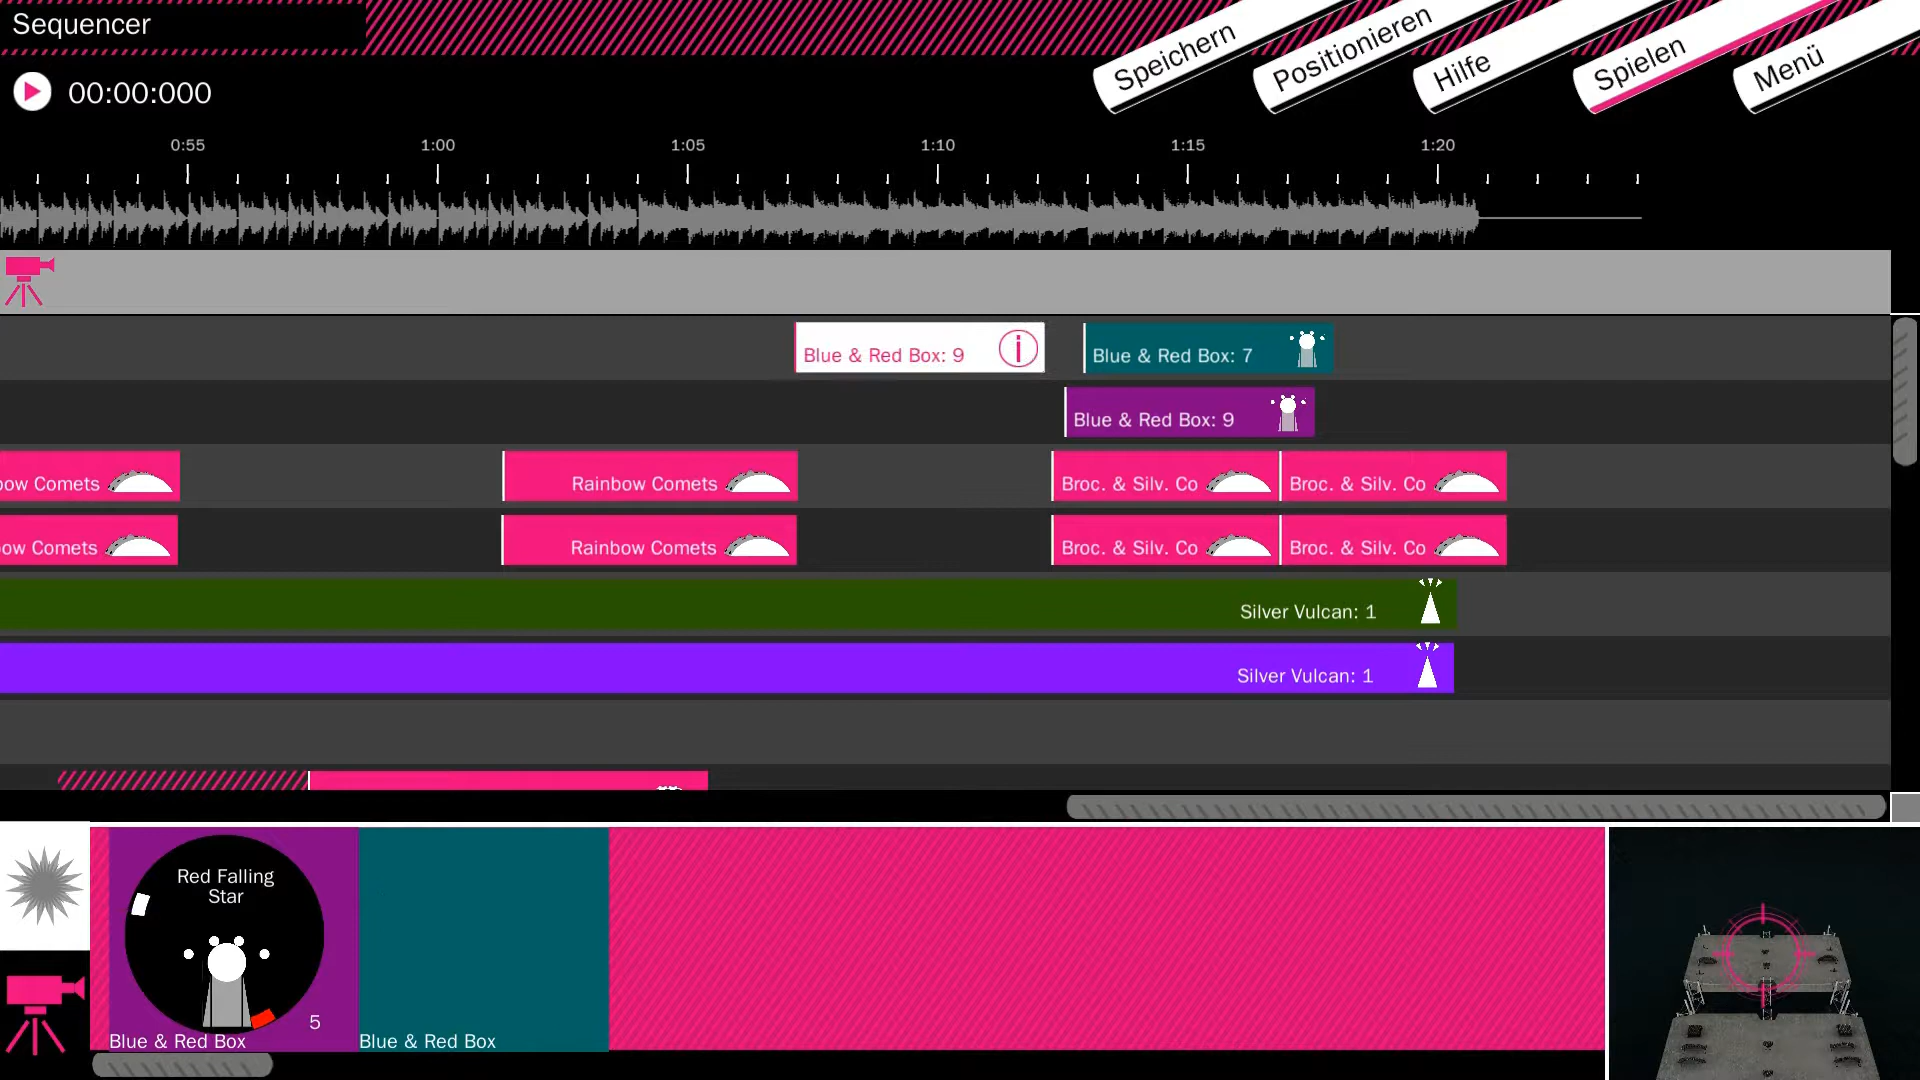 Sequencer
Speichern
Positionieren
Hilfe
Spielen
Menü
00:00:000
0:55
1:00
1:05
1:10
1:15
1:20
Blue & Red Box: 9
Blue & Red Box: 7
Blue & Red Box: 9
ow Comets
Rainbow Comets
Broc. & Silv. Co
Broc. & Silv. Co
ow Comets
Rainbow Comets
Broc. & Silv. Co
Broc. & Silv. Co
Silver Vulcan: 1
Silver Vulcan: 1
Red Falling
Star
5
Blue & Red Box
Blue & Red Box